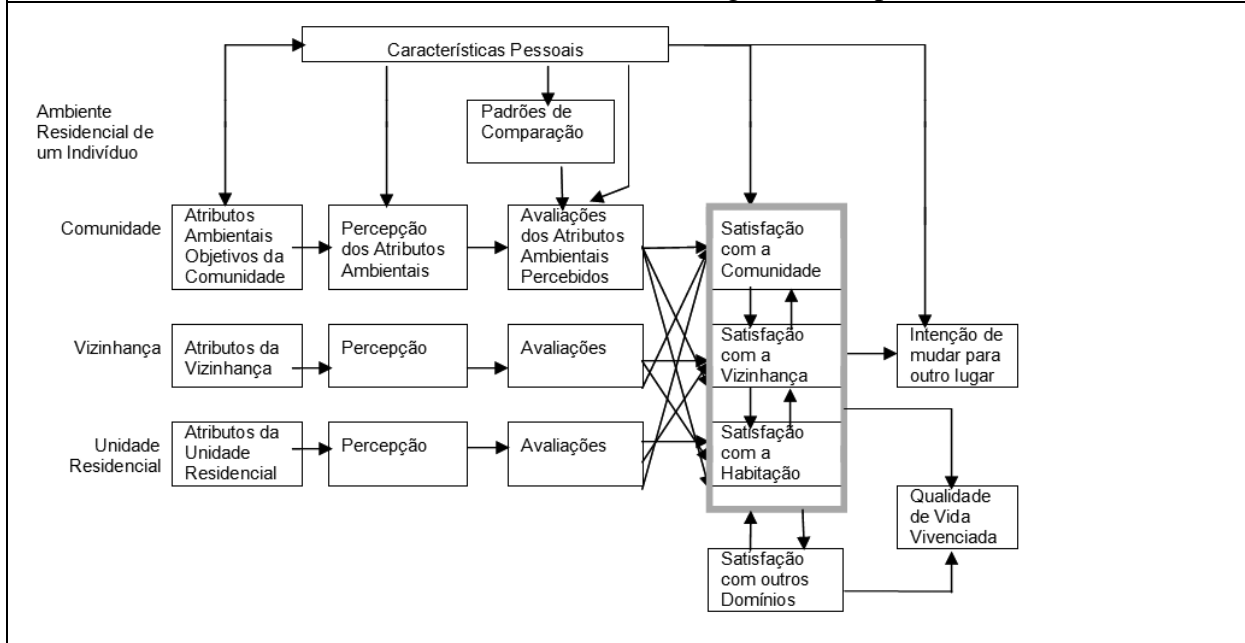 Características Pessoais
Ambiente
Residencial de
um Indivíduo
Padrões de
Comparação
Comunidade
Atributos
Ambientais
Objetivos da
Comunidade
Percepção
dos Atributos
Ambientais
Avaliações
dos Atributos
Ambientais
Percebidos
Satisfação
com a
Comunidade
Vizinhança
Atributos da
Vizinhança
Percepção
Avaliações
Satisfação
com a
Vizinhança
Intenção de
mudar para
outro lugar
Unidade
Residencial
Atributos da
Unidade
Residencial
Percepção
Avaliações
Satisfação
com a
Habitação
Qualidade
de Vida
Vivenciada
Satisfação
com outros
Domínios